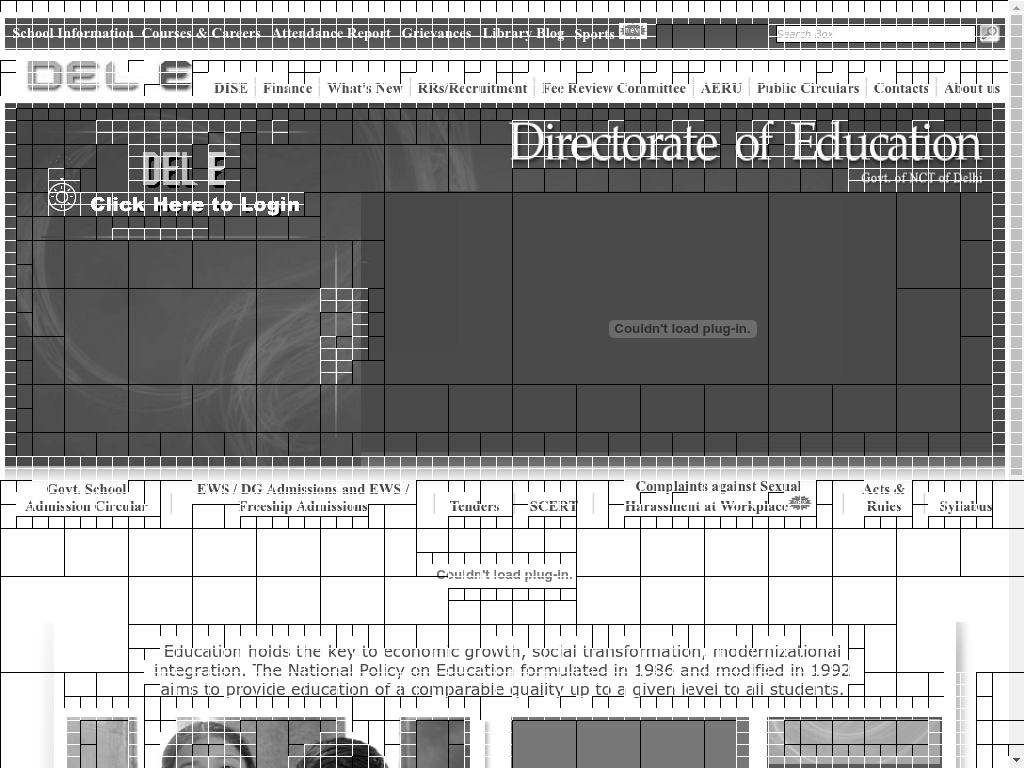 School Information Courses & Careers Attendance Report Grievances Library Blog Sports new Search Box
DEL E
DISE Finance What's New RRs/Recruitment Fee Review Committee AERU Public Circulars Contacts About us
Directorate of Education
Govt. of NCT of Delhi
DEL E
Click Here to Login
Couldn't load plug-in.
Govt. School
Admission Circular
EWS / DG Admissions and EWS /
Freeship Admissions
Tenders
SCERT
Complaints against Sexual
Harassment at Workplace
Acts &
Rules
Syllabus
Couldn't load plug-in.
Education holds the key to economic growth, social transformation, modernizational
integration. The National Policy on Education formulated in 1986 and modified in 1992
aims to provide education of a comparable quality up to a given level to all students.